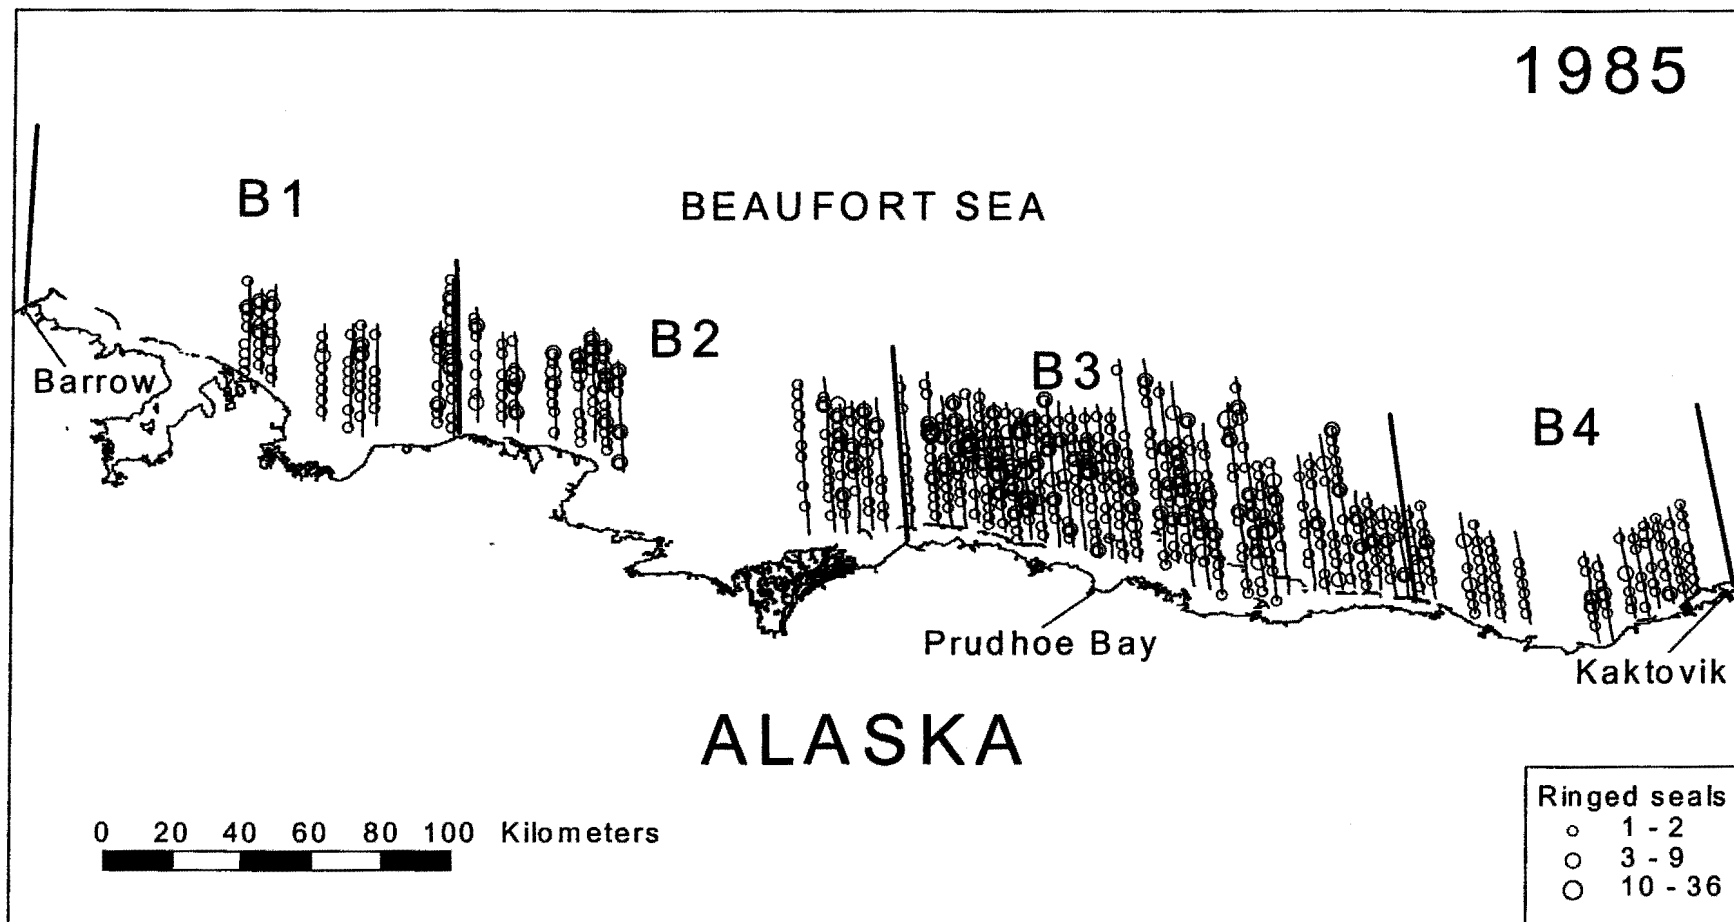 1985
B1
BEAUFORT SEA
B2
B3
Barrow
B4
Prudhoe Bay
Kaktovik
ALASKA
0 20 40 60 80 100 Kilometers
Ringed seals
1 - 2
3 - 9
10 - 36